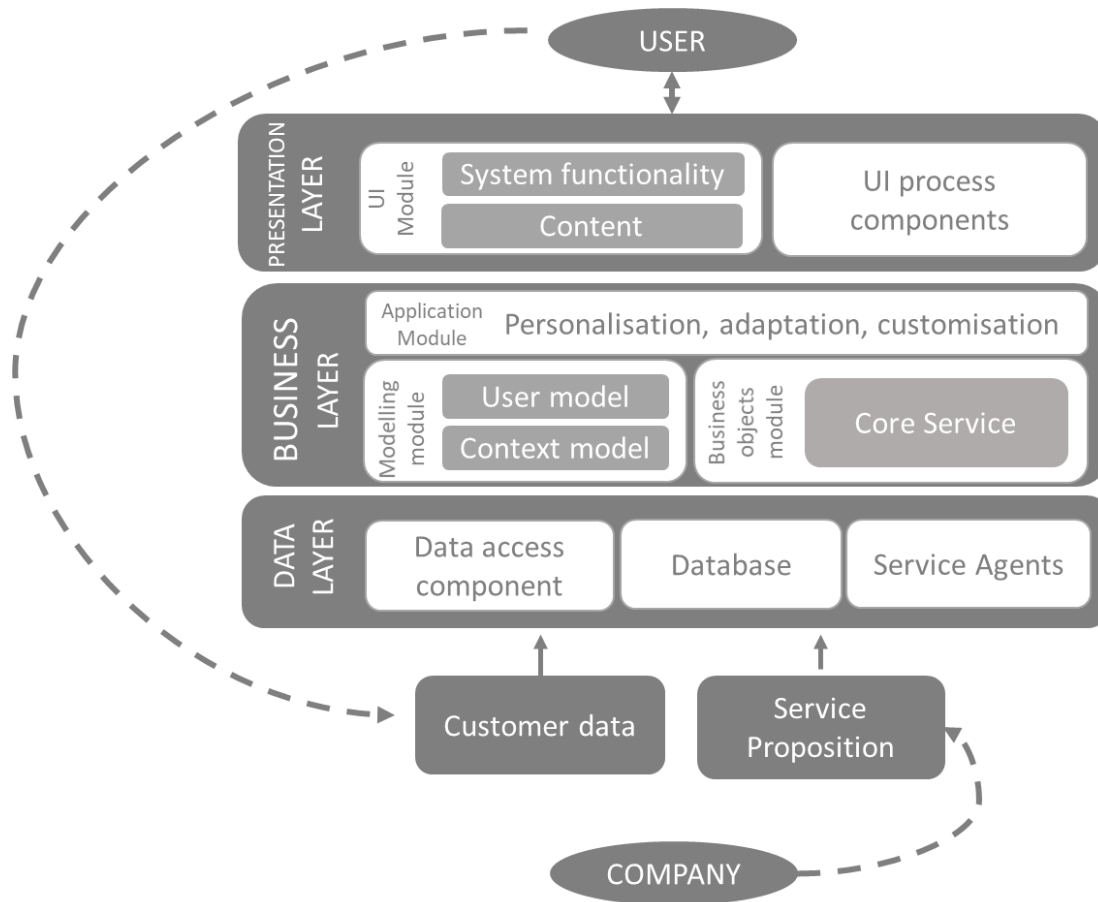 USER
PRESENTATION
LAYER
UI
Module
System functionality
Content
UI process
components
BUSINESS
LAYER
Application
Module
Personalisation, adaptation, customisation
Modelling
module
User model
Context model
Business
objects
module
Core Service
DATA
LAYER
Data access
component
Database
Service Agents
Customer data
Service
Proposition
COMPANY